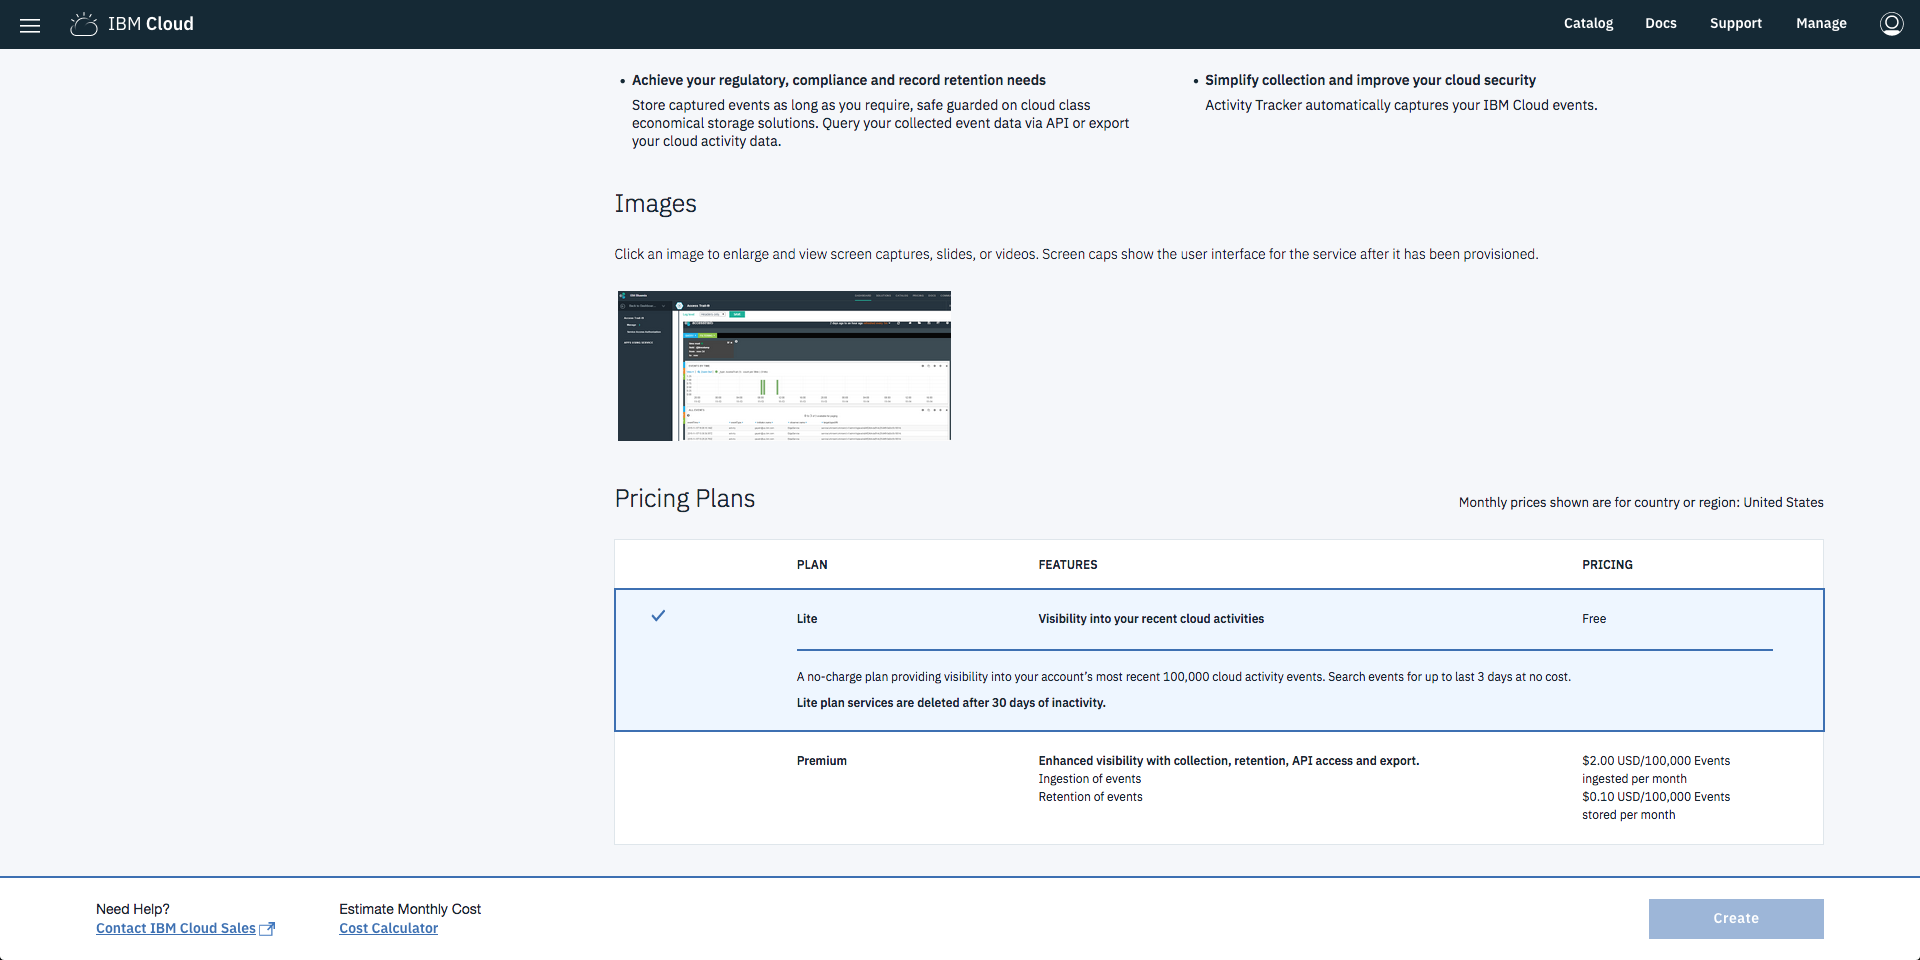 IBM Cloud
Catalog
Docs
Support
Manage
• Achieve your regulatory, compliance and record retention needs
Store captured events as long as you require, safe guarded on cloud class
economical storage solutions. Query your collected event data via API or export
your cloud activity data.
• Simplify collection and improve your cloud security
Activity Tracker automatically captures your IBM Cloud events.
Images
Click an image to enlarge and view screen captures, slides, or videos. Screen caps show the user interface for the service after it has been provisioned.
Pricing Plans
Monthly prices shown are for country or region: United States
PLAN FEATURES PRICING
Lite Visibility into your recent cloud activities Free
A no-charge plan providing visibility into your account’s most recent 100,000 cloud activity events. Search events for up to last 3 days at no cost.
Lite plan services are deleted after 30 days of inactivity.
Premium Enhanced visibility with collection, retention, API access and export. $2.00 USD/100,000 Events
Ingestion of events ingested per month
Retention of events $0.10 USD/100,000 Events
stored per month
Need Help?
Contact IBM Cloud Sales
Estimate Monthly Cost
Cost Calculator
Create